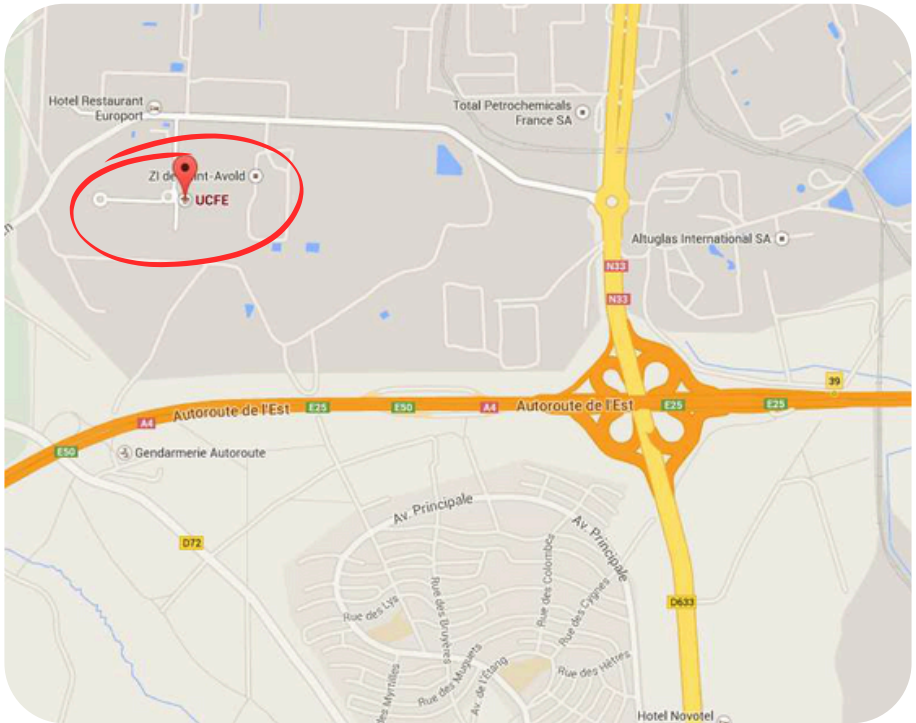 Hotel Restaurant
Europort
Total Petrochemicals
France SA
ZI de
int-Avold
UCFE
Altuglas International SA
N33
N33
39
Autoroute de l'Est
E25
E50
A4
Autoroute de l'Est
E25
E25
A4
E50
Gendarmerie Autoroute
Av. Principale
Av. Principale
D72
Rue des Colombes
Rue des Cygnes
Rue des Lys
Rue des Bruyères
D633
Rue des Muguets
Av. de l'Étang
Rue des Hêtres
des Myrtilles
Hotel Novotel